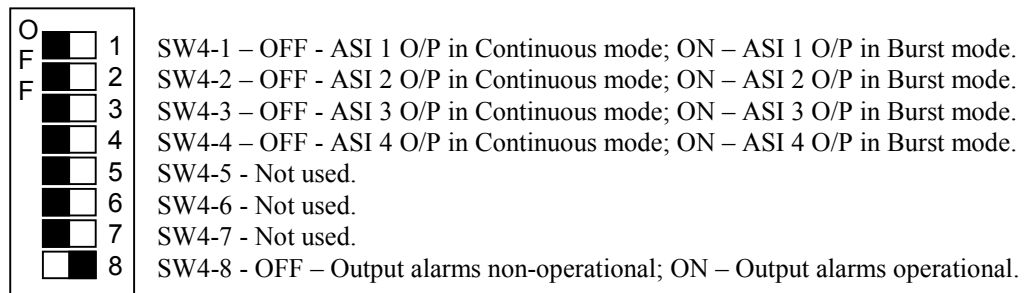 OFF
1 SW4-1 – OFF - ASI 1 O/P in Continuous mode; ON – ASI 1 O/P in Burst mode.
2 SW4-2 – OFF - ASI 2 O/P in Continuous mode; ON – ASI 2 O/P in Burst mode.
3 SW4-3 – OFF - ASI 3 O/P in Continuous mode; ON – ASI 3 O/P in Burst mode.
4 SW4-4 – OFF - ASI 4 O/P in Continuous mode; ON – ASI 4 O/P in Burst mode.
5 SW4-5 - Not used.
6 SW4-6 - Not used.
7 SW4-7 - Not used.
8 SW4-8 - OFF – Output alarms non-operational; ON – Output alarms operational.